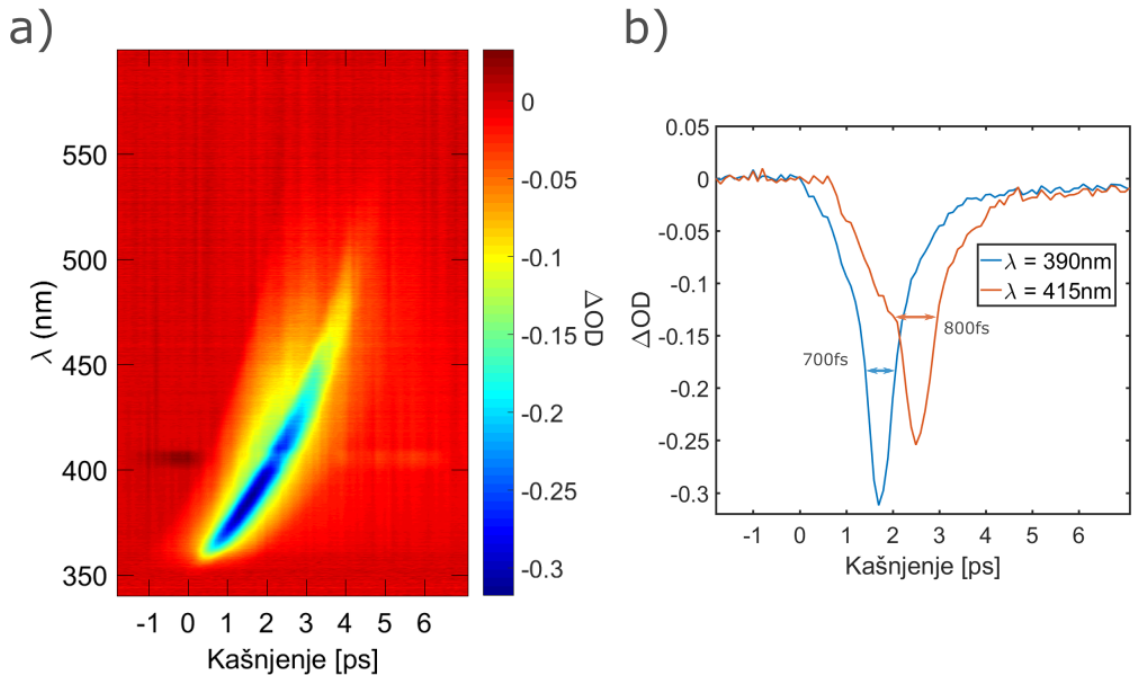 a)
λ (nm)
550
500
450
400
350
-1 0 1 2 3 4 5 6
Kašnjenje [ps]
0
-0.05
-0.1
-0.15
-0.2
-0.25
-0.3
ΔOD
b)
ΔOD
0.05
0
-0.05
-0.1
-0.15
-0.2
-0.25
-0.3
λ = 390nm
λ = 415nm
800fs
700fs
-1 0 1 2 3 4 5 6
Kašnjenje [ps]